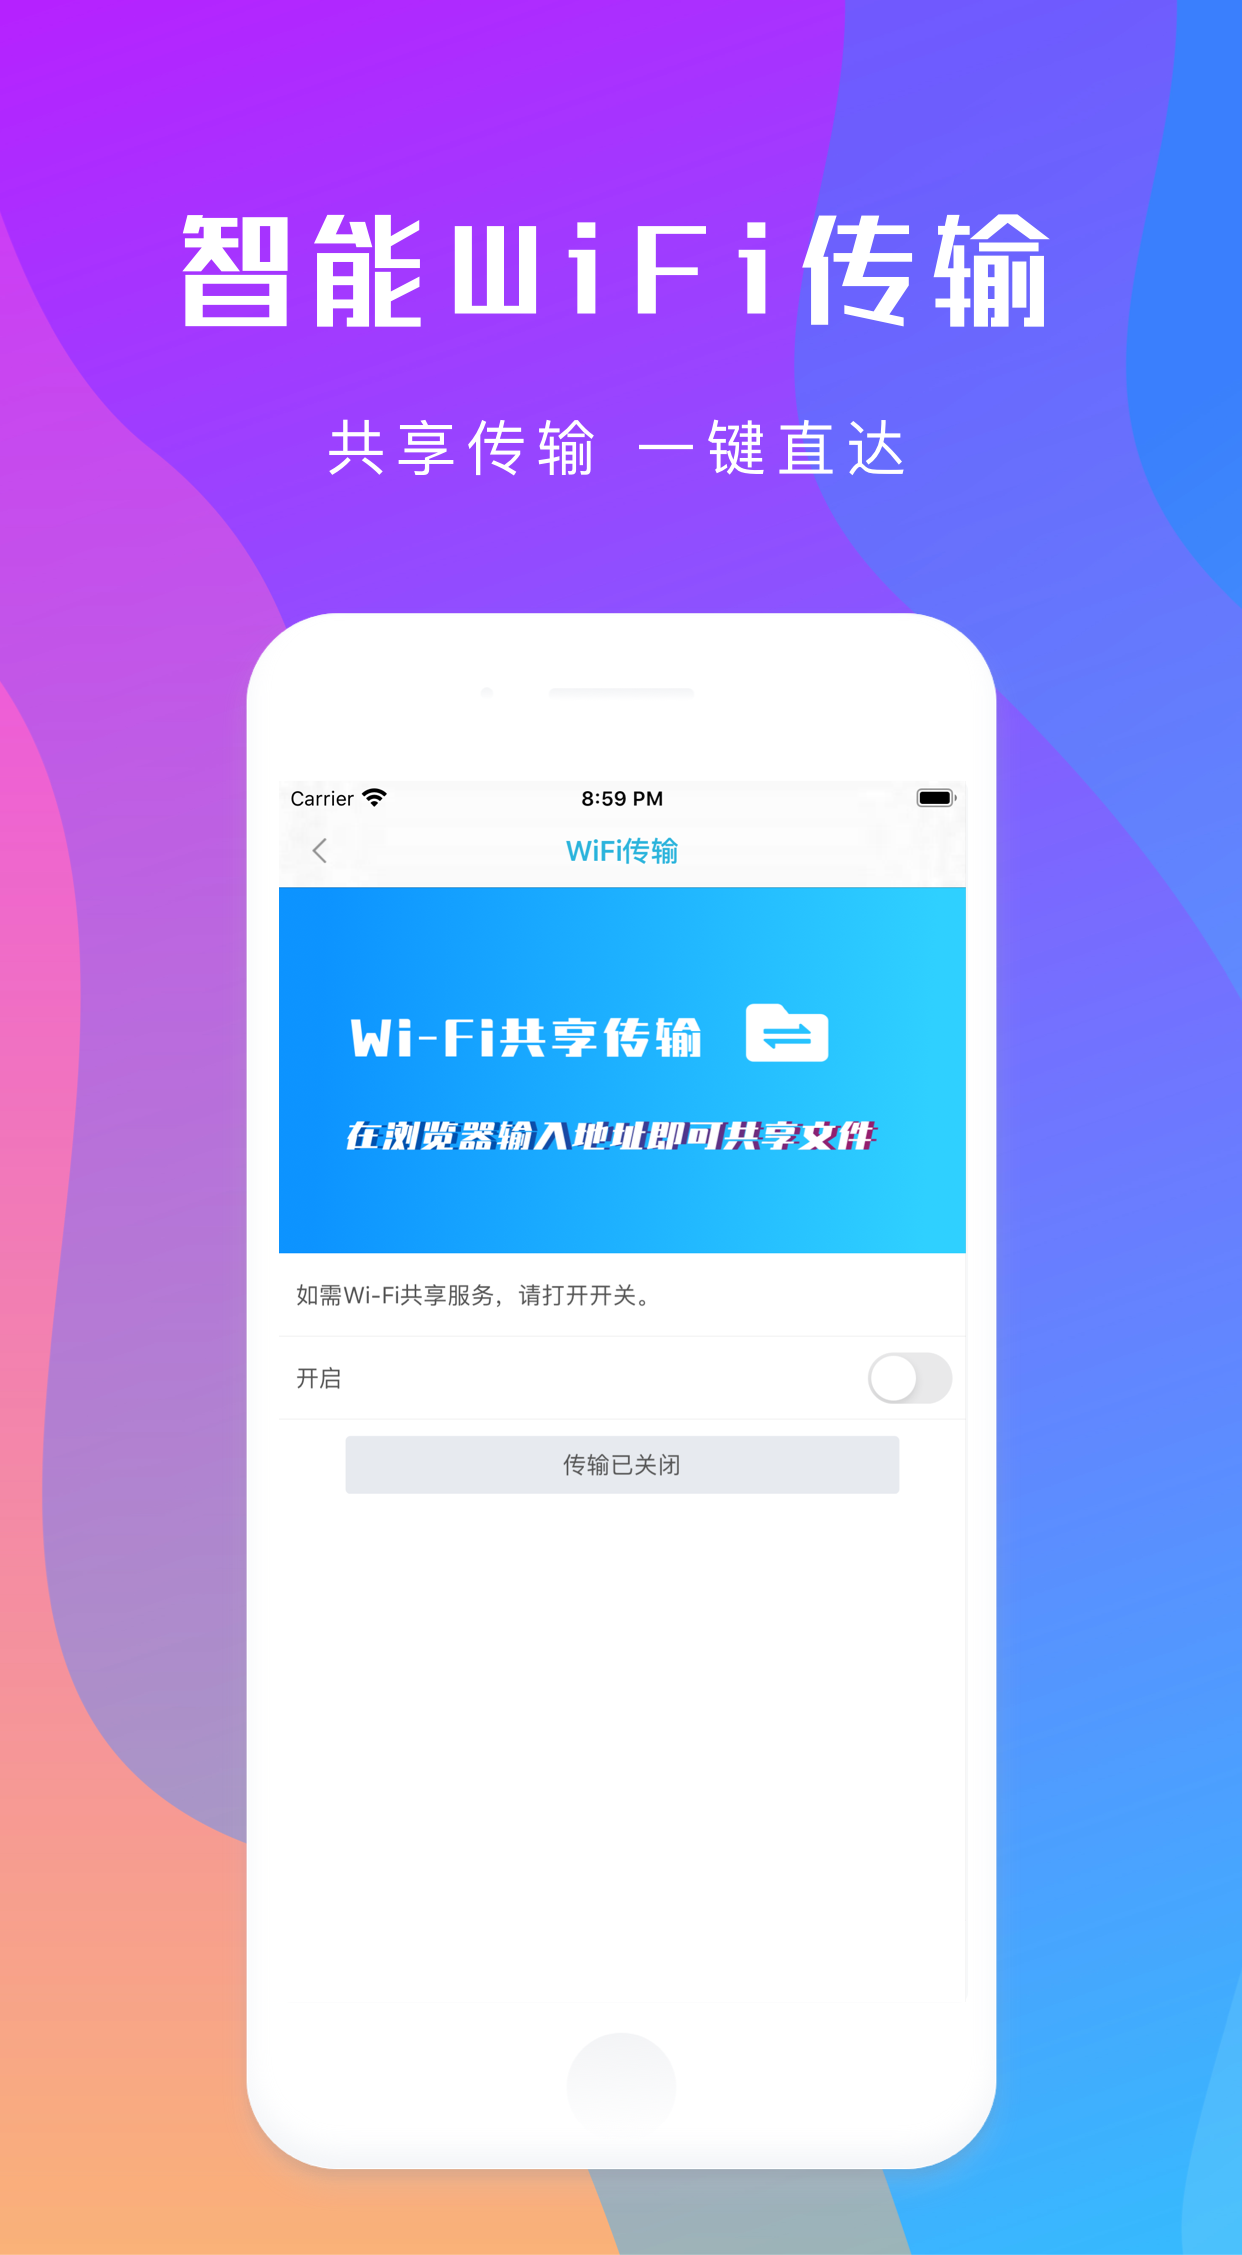 智能WiFi传输
共享传输 一键直达
Carrier 8:59 PM
WiFi传输
Wi-Fi共享传输
在浏览器输入地址即可共享文件
如需Wi-Fi共享服务，请打开开关。
开启
传输已关闭